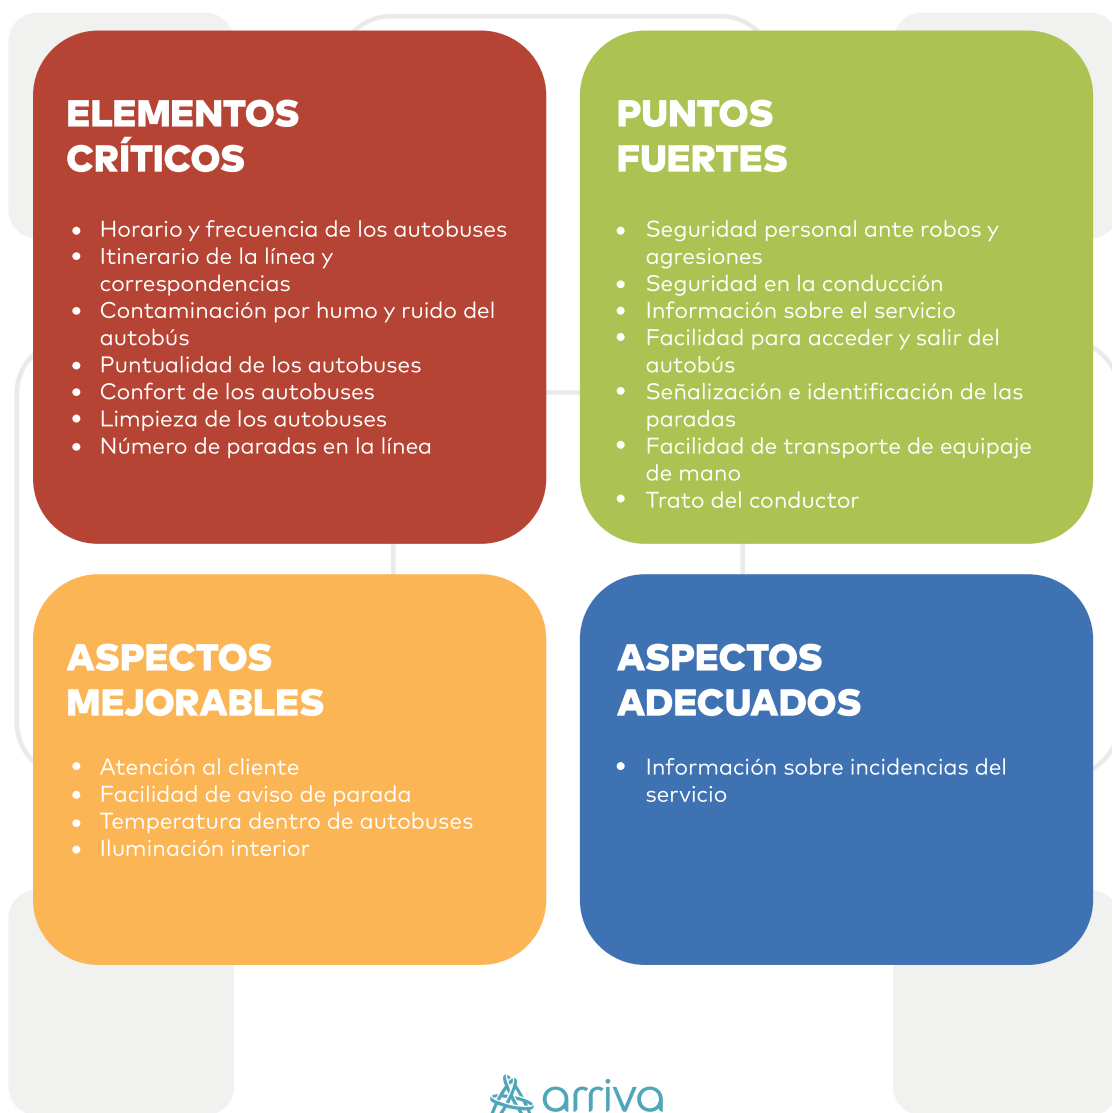 ELEMENTOS
CRÍTICOS
• Horario y frecuencia de los autobuses
• Itinerario de la línea y
correspondencias
• Contaminación por humo y ruido del
autobús
• Puntualidad de los autobuses
• Confort de los autobuses
• Limpieza de los autobuses
• Número de paradas en la línea
PUNTOS
FUERTES
• Seguridad personal ante robos y
agresiones
• Seguridad en la conducción
• Información sobre el servicio
• Facilidad para acceder y salir del
autobús
• Señalización e identificación de las
paradas
• Facilidad de transporte de equipaje
de mano
• Trato del conductor
ASPECTOS
MEJORABLES
• Atención al cliente
• Facilidad de aviso de parada
• Temperatura dentro de autobuses
• Iluminación interior
ASPECTOS
ADECUADOS
• Información sobre incidencias del
servicio
arriva